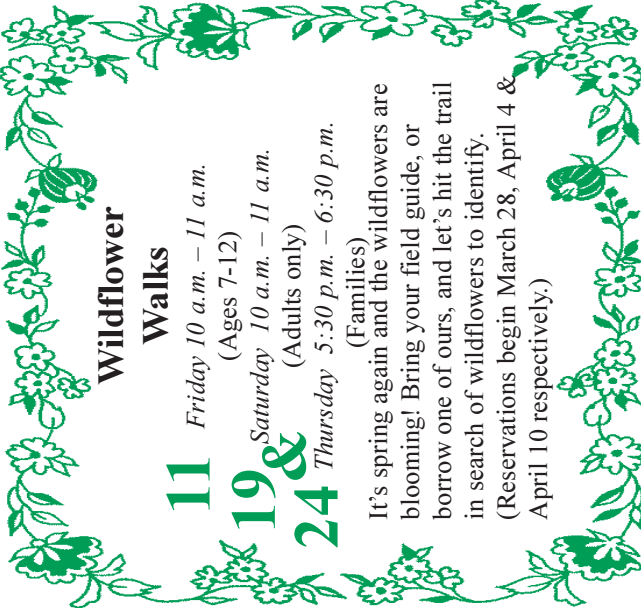 Wildflower
Walks
11 Friday 10 a.m. – 11 a.m.
(Ages 7-12)
19 Saturday 10 a.m. – 11 a.m.
& (Adults only)
24 Thursday 5:30 p.m. – 6:30 p.m.
(Families)
It’s spring again and the wildflowers are
blooming! Bring your field guide, or
borrow one of ours, and let’s hit the trail
in search of wildflowers to identify.
(Reservations begin March 28, April 4 &
April 10 respectively.)